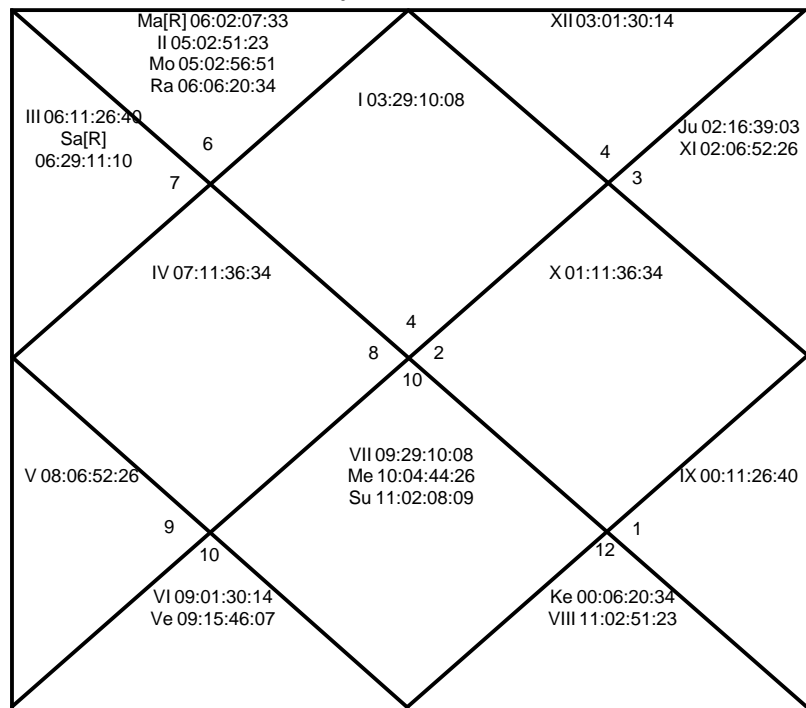 Ma[R] 06:02:07:33
II 05:02:51:23
Mo 05:02:56:51
Ra 06:06:20:34
XII 03:01:30:14
I 03:29:10:08
III 06:11:26:40
Sa[R]
06:29:11:10
Ju 02:16:39:03
XI 02:06:52:26
6
7
4
3
IV 07:11:36:34
X 01:11:36:34
4
8
2
10
VII 09:29:10:08
Me 10:04:44:26
Su 11:02:08:09
V 08:06:52:26
IX 00:11:26:40
9
10
1
12
VI 09:01:30:14
Ve 09:15:46:07
Ke 00:06:20:34
VIII 11:02:51:23